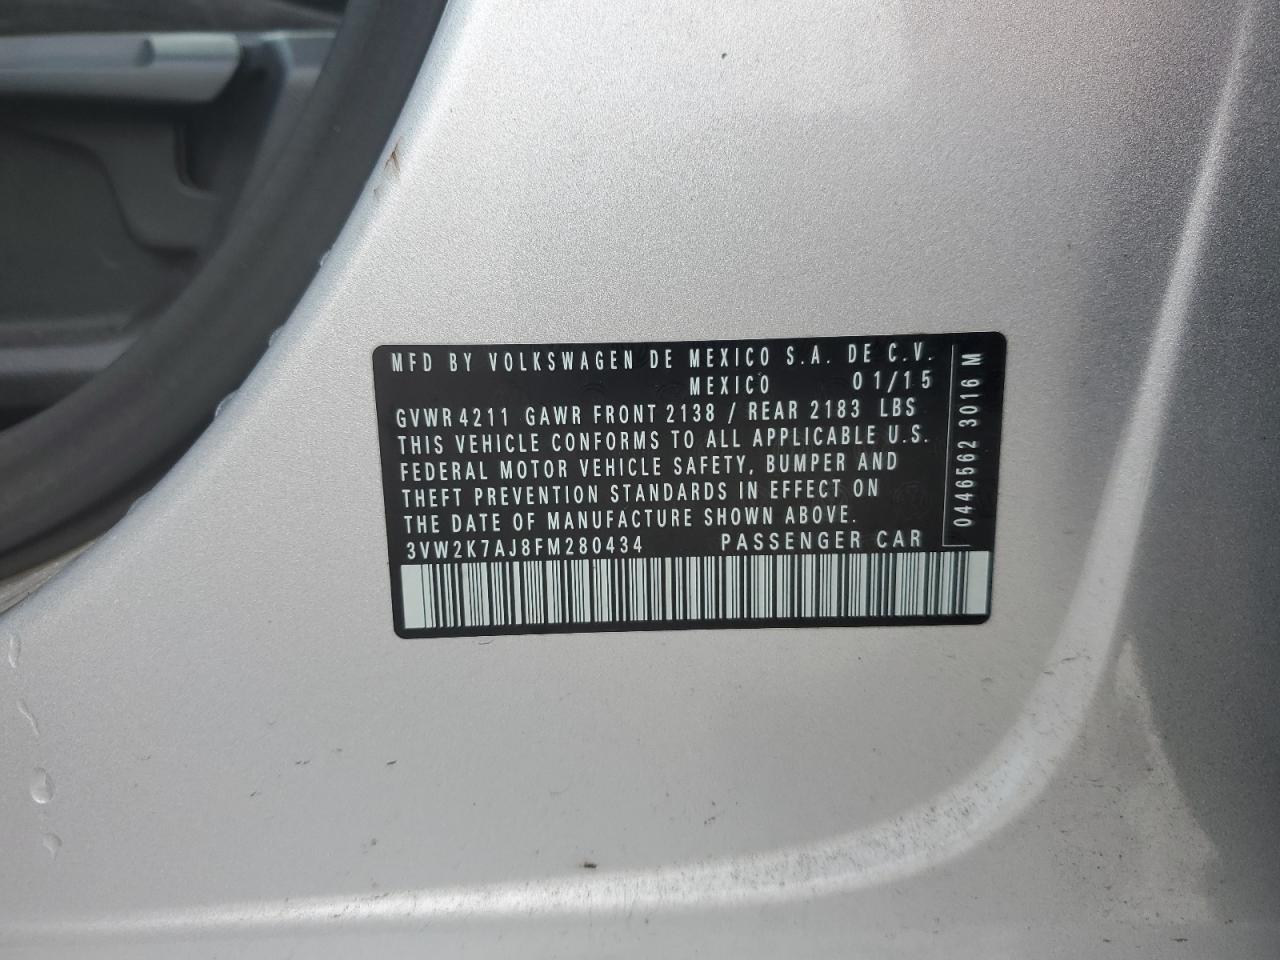 MFD BY VOLKSWAGEN DE MEXICO S.A. DE C.V.
MEXICO 01/15
GVWR 4211 GAWR FRONT 2138 / REAR 2183 LBS
THIS VEHICLE CONFORMS TO ALL APPLICABLE U.S.
FEDERAL MOTOR VEHICLE SAFETY, BUMPER AND
THEFT PREVENTION STANDARDS IN EFFECT ON
THE DATE OF MANUFACTURE SHOWN ABOVE.
3VW2K7AJ8FM280434 PASSENGER CAR
0446562 3016 M